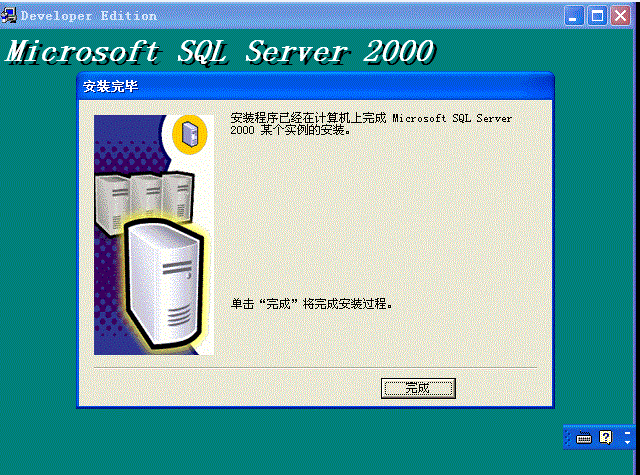 Developer Edition
Microsoft SQL Server 2000
安装完毕
安装程序已经在计算机上完成 Microsoft SQL Server
2000 某个实例的安装。
单击“完成”将完成安装过程。
完成